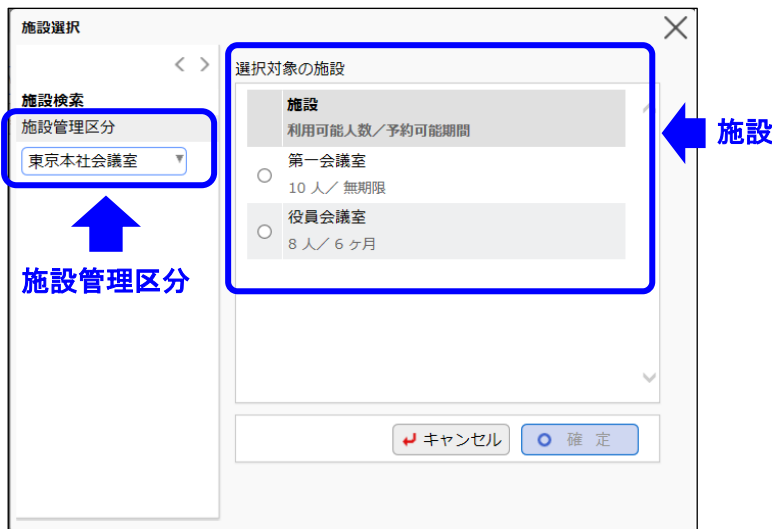 施設選択
施設検索
施設管理区分
東京本社会議室
施設管理区分
選択対象の施設
施設
利用可能人数／予約可能期間
第一会議室
10 人／ 無期限
役員会議室
8 人／ 6 ヶ月
キャンセル
確 定
施設